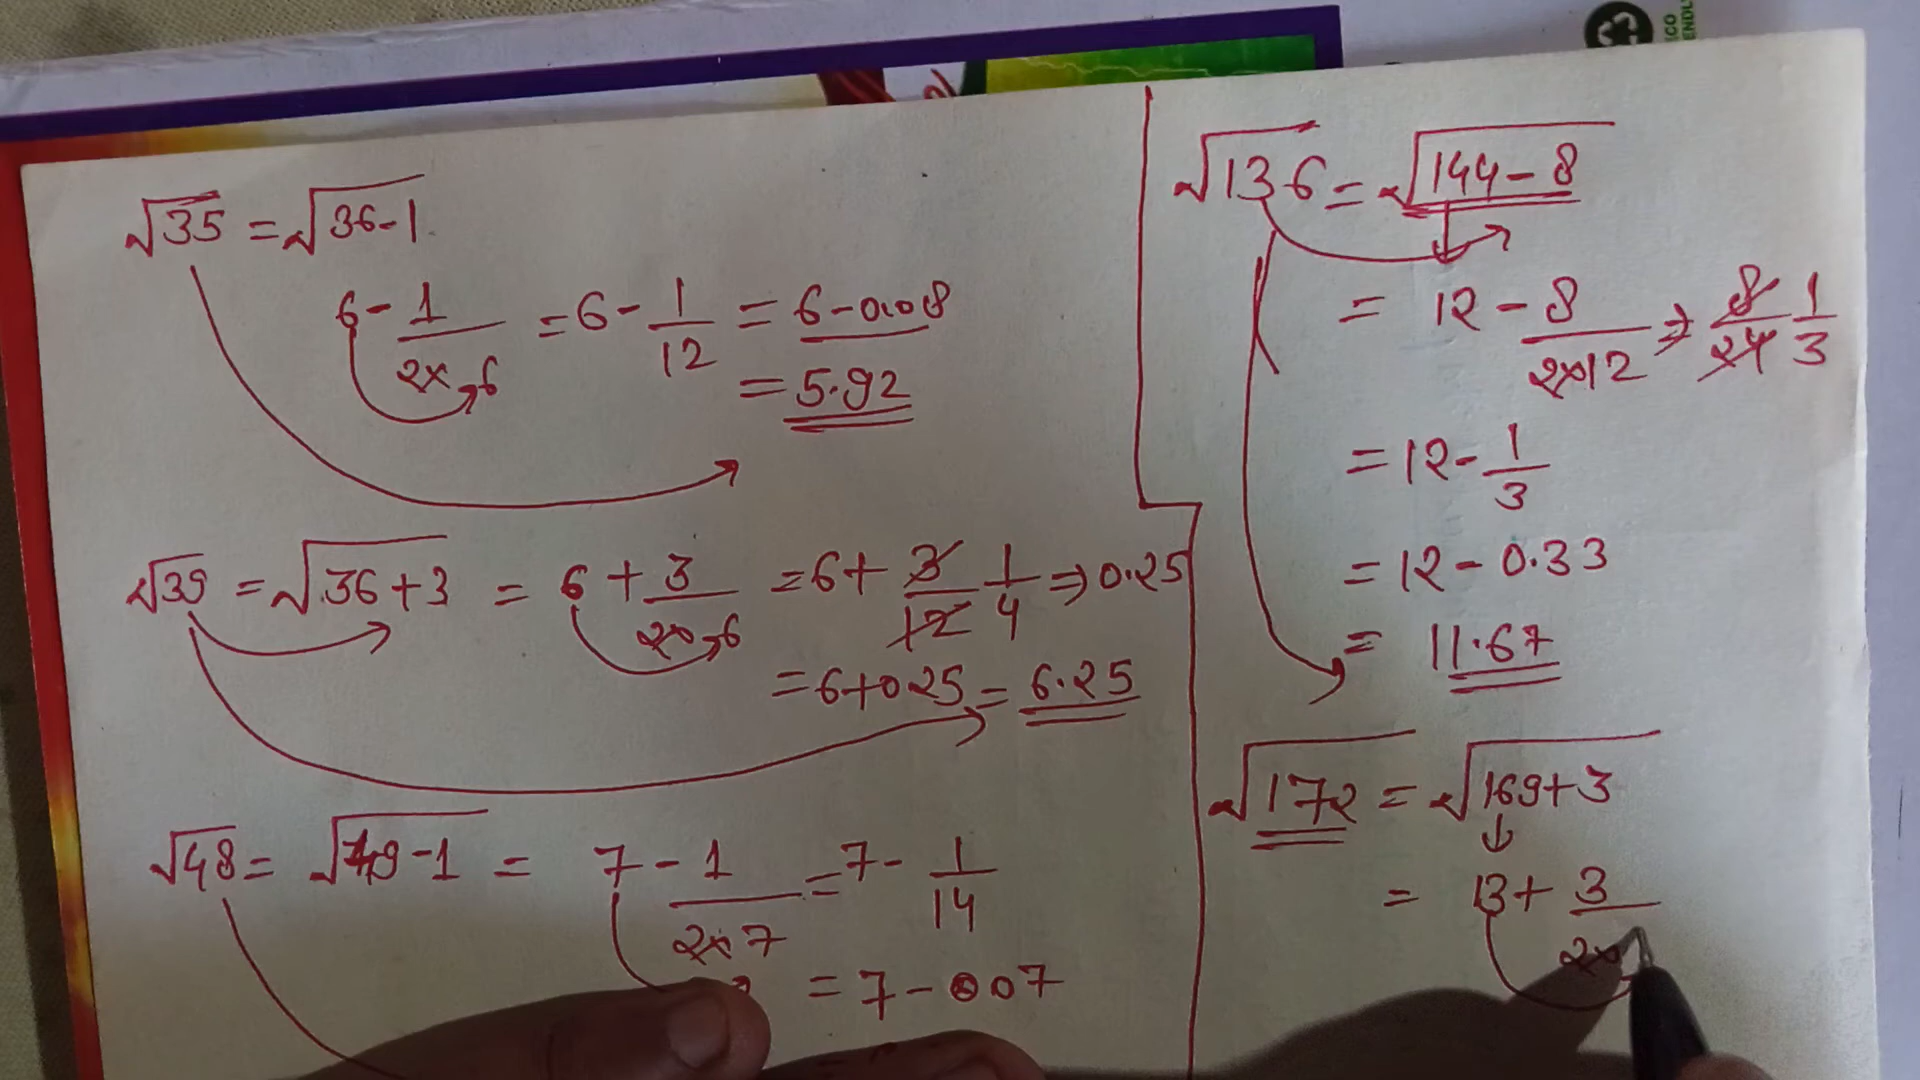 √35 = √36-1
6 - 1/2×6 = 6 - 1/12 = 6 - 0.08
= 5.92
√39 = √36+3 = 6 + 3/2×6 = 6 + 3/12 1/4 ⇒ 0.25
= 6+0.25 = 6.25
√48 = √49-1 = 7 - 1/2×7 = 7 - 1/14
= 7 - 0.07
√136 = √144-8
= 12 - 8/2×12 ⇒ 8/24 1/3
= 12 - 1/3
= 12 - 0.33
= 11.67
√172 = √169+3
= 13 + 3/2×
ECO